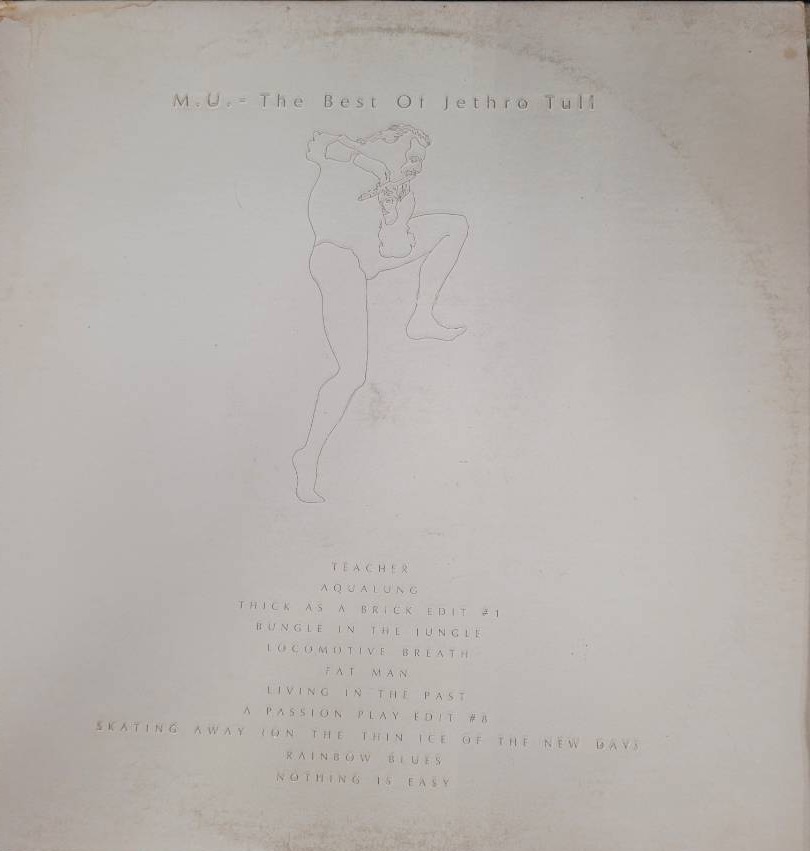 M.U. - The Best Of Jethro Tull
TEACHER
AQUALUNG
THICK AS A BRICK EDIT #1
BUNGLE IN THE JUNGLE
LOCOMOTIVE BREATH
FAT MAN
LIVING IN THE PAST
A PASSION PLAY EDIT #8
SKATING AWAY (ON THE THIN ICE OF THE NEW DAY)
RAINBOW BLUES
NOTHING IS EASY